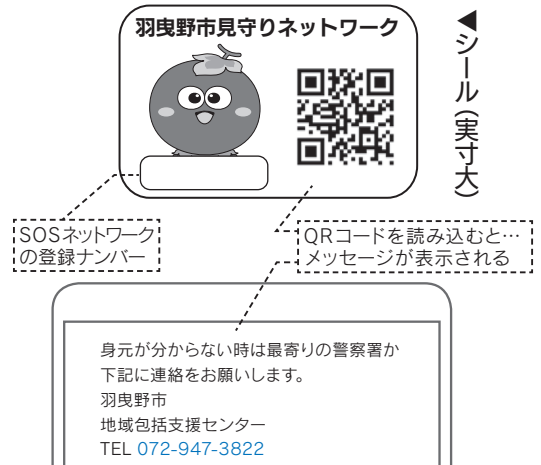 羽曳野市見守りネットワーク
◀シール（実寸大）
SOSネットワーク
の登録ナンバー
QRコードを読み込むと…
メッセージが表示される
身元が分からない時は最寄りの警察署か
下記に連絡をお願いします。
羽曳野市
地域包括支援センター
TEL 072-947-3822